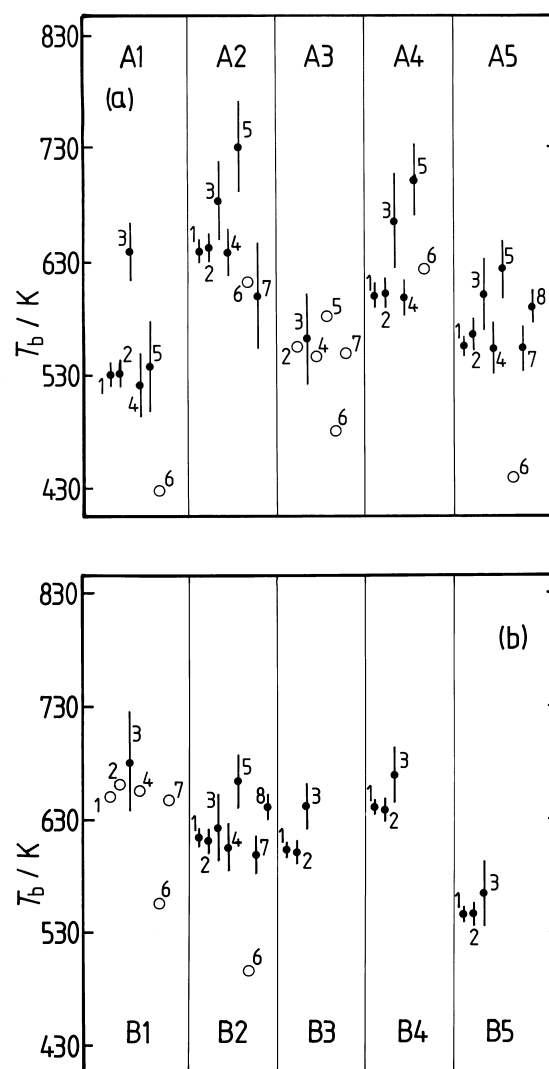 830
A1 A2 A3 A4 A5
(a)
730
5
3
3 3
1 4 6
630 2 3 5
6 7 1 3 8
2 4
3 5 1 2
2 5 2 4 7
530 1 4 7
4
6
6 6
430
T_b / K
830
(b)
730
3
2 4 7 5 3
1 3 8 3 1
630 1 2
2 4 7 1 2
6 3
1
530 2
6
430 B1 B2 B3 B4 B5
T_b / K